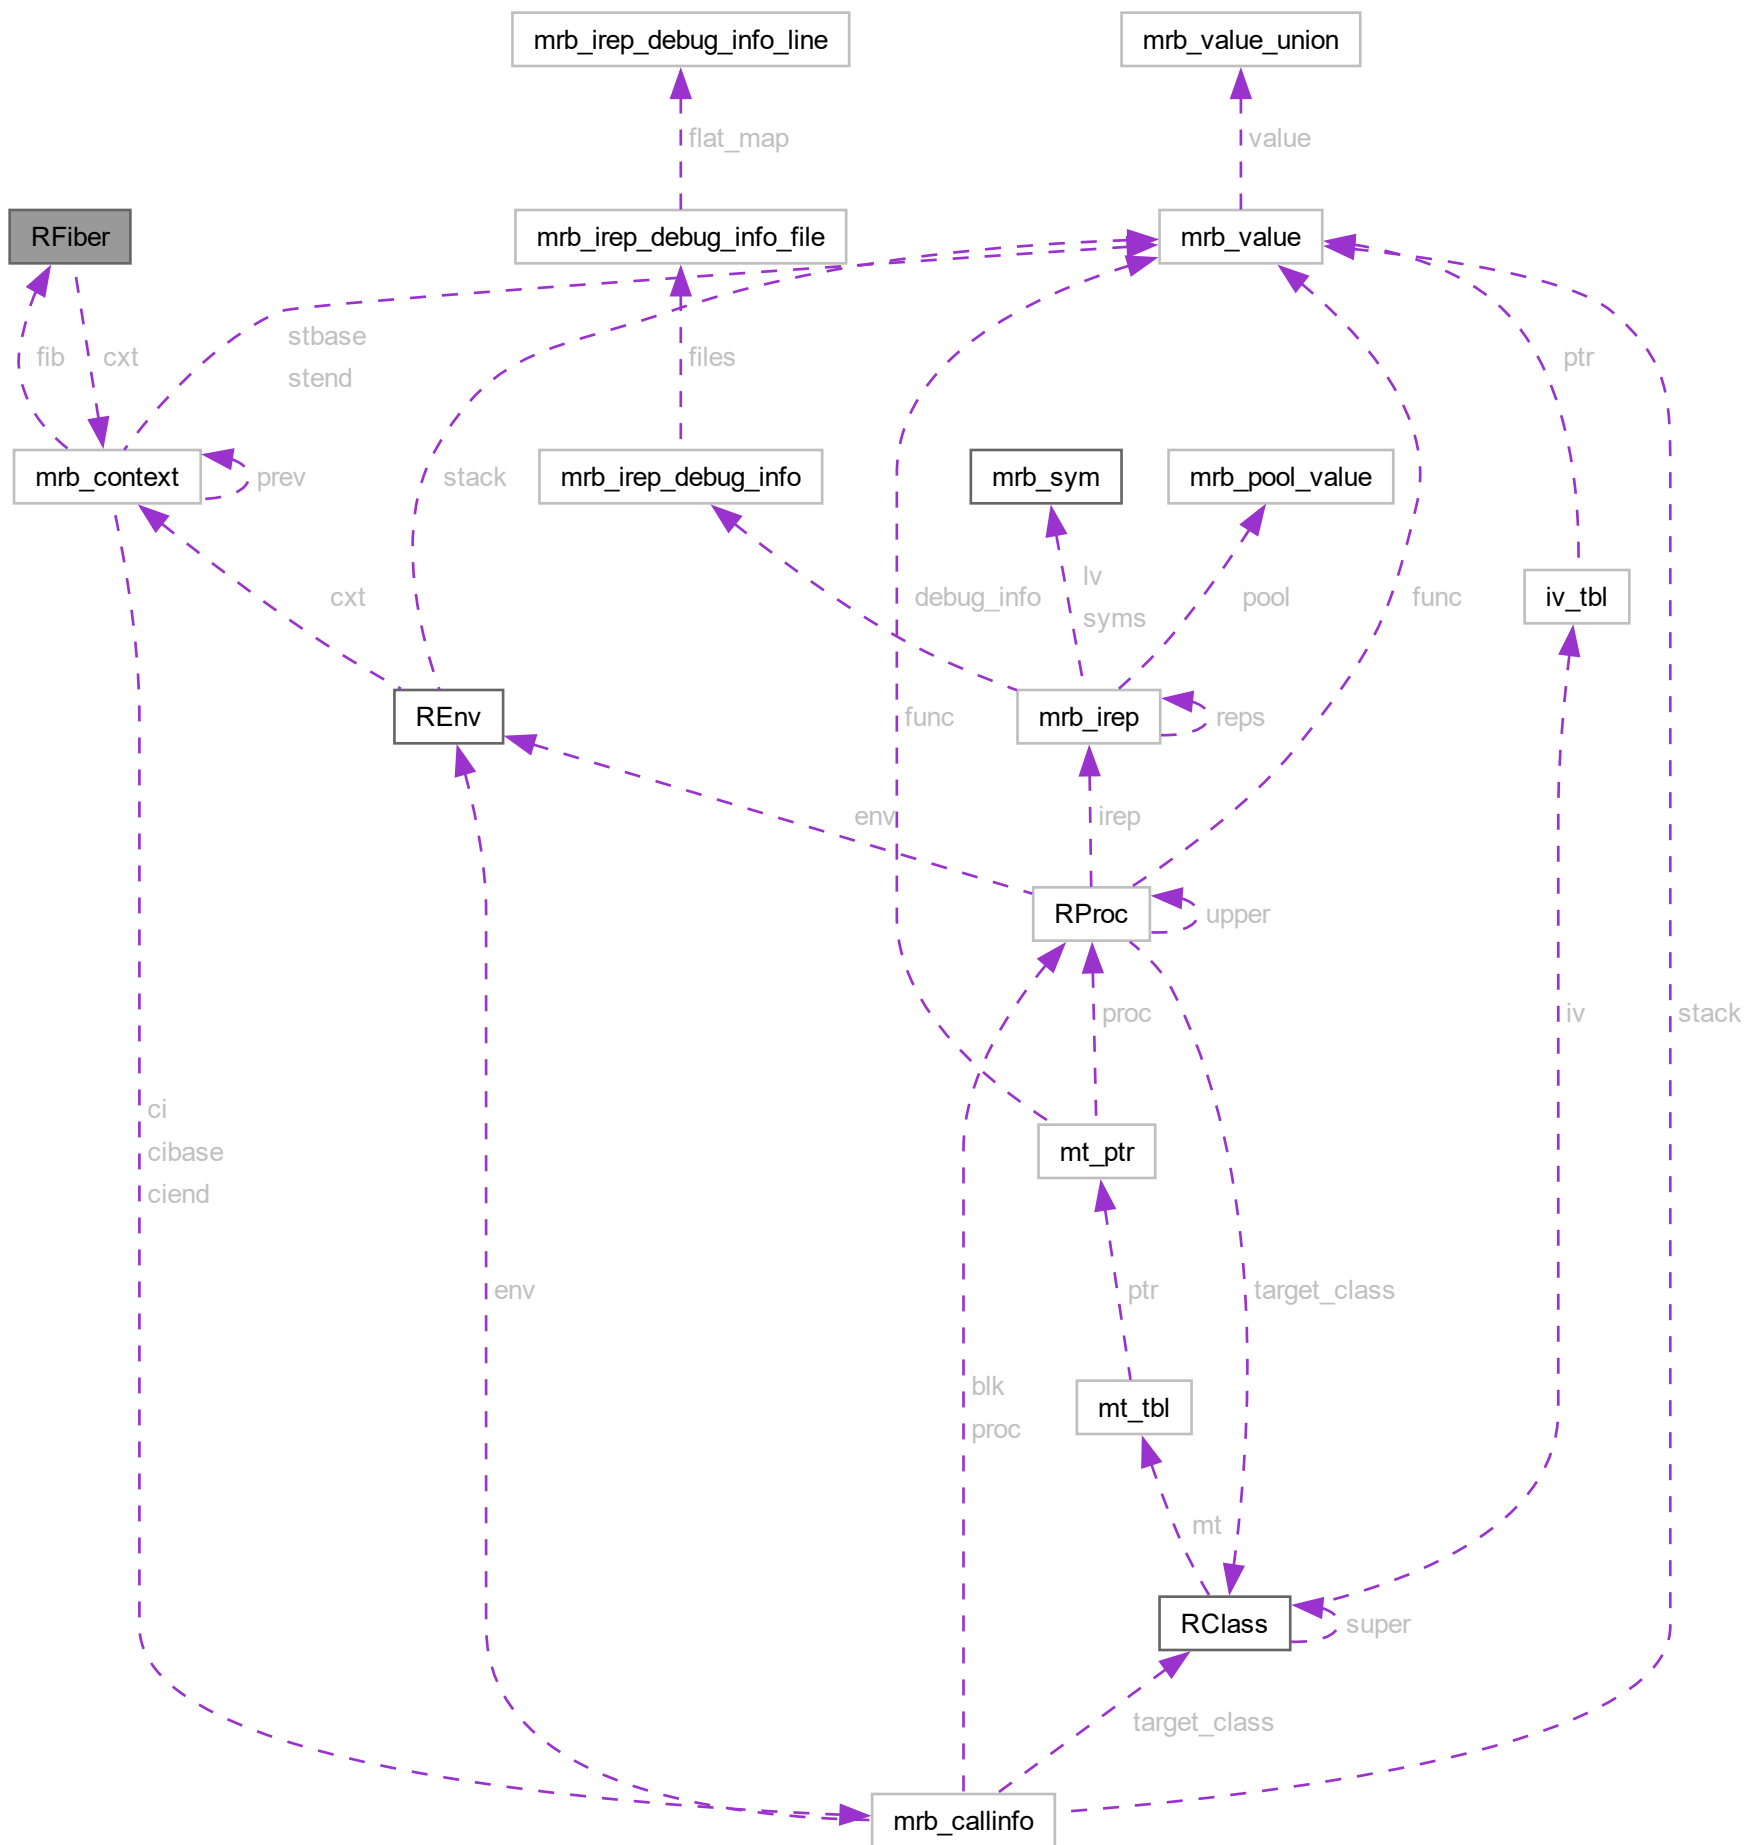 mrb_irep_debug_info_line
mrb_value_union
flat_map
value
RFiber
mrb_irep_debug_info_file
mrb_value
stbase
stend
fib
cxt
files
ptr
mrb_context
prev
stack
mrb_irep_debug_info
mrb_sym
mrb_pool_value
cxt
debug_info
lv
syms
pool
func
iv_tbl
REnv
func
mrb_irep
reps
env
irep
RProc
upper
proc
iv
stack
ci
cibase
ciend
mt_ptr
env
ptr
target_class
blk
proc
mt_tbl
mt
RClass
super
target_class
mrb_callinfo